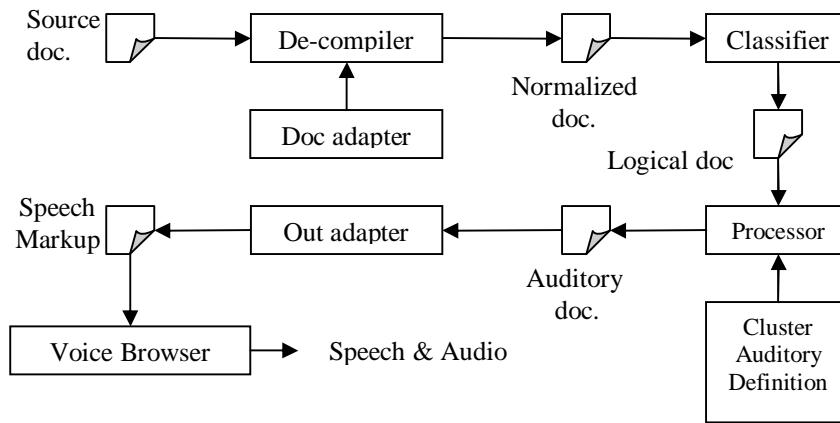 Source
doc.
De-compiler
Normalized
doc.
Classifier
Doc adapter
Logical doc
Speech
Markup
Out adapter
Auditory
doc.
Processor
Voice Browser
Speech & Audio
Cluster
Auditory
Definition